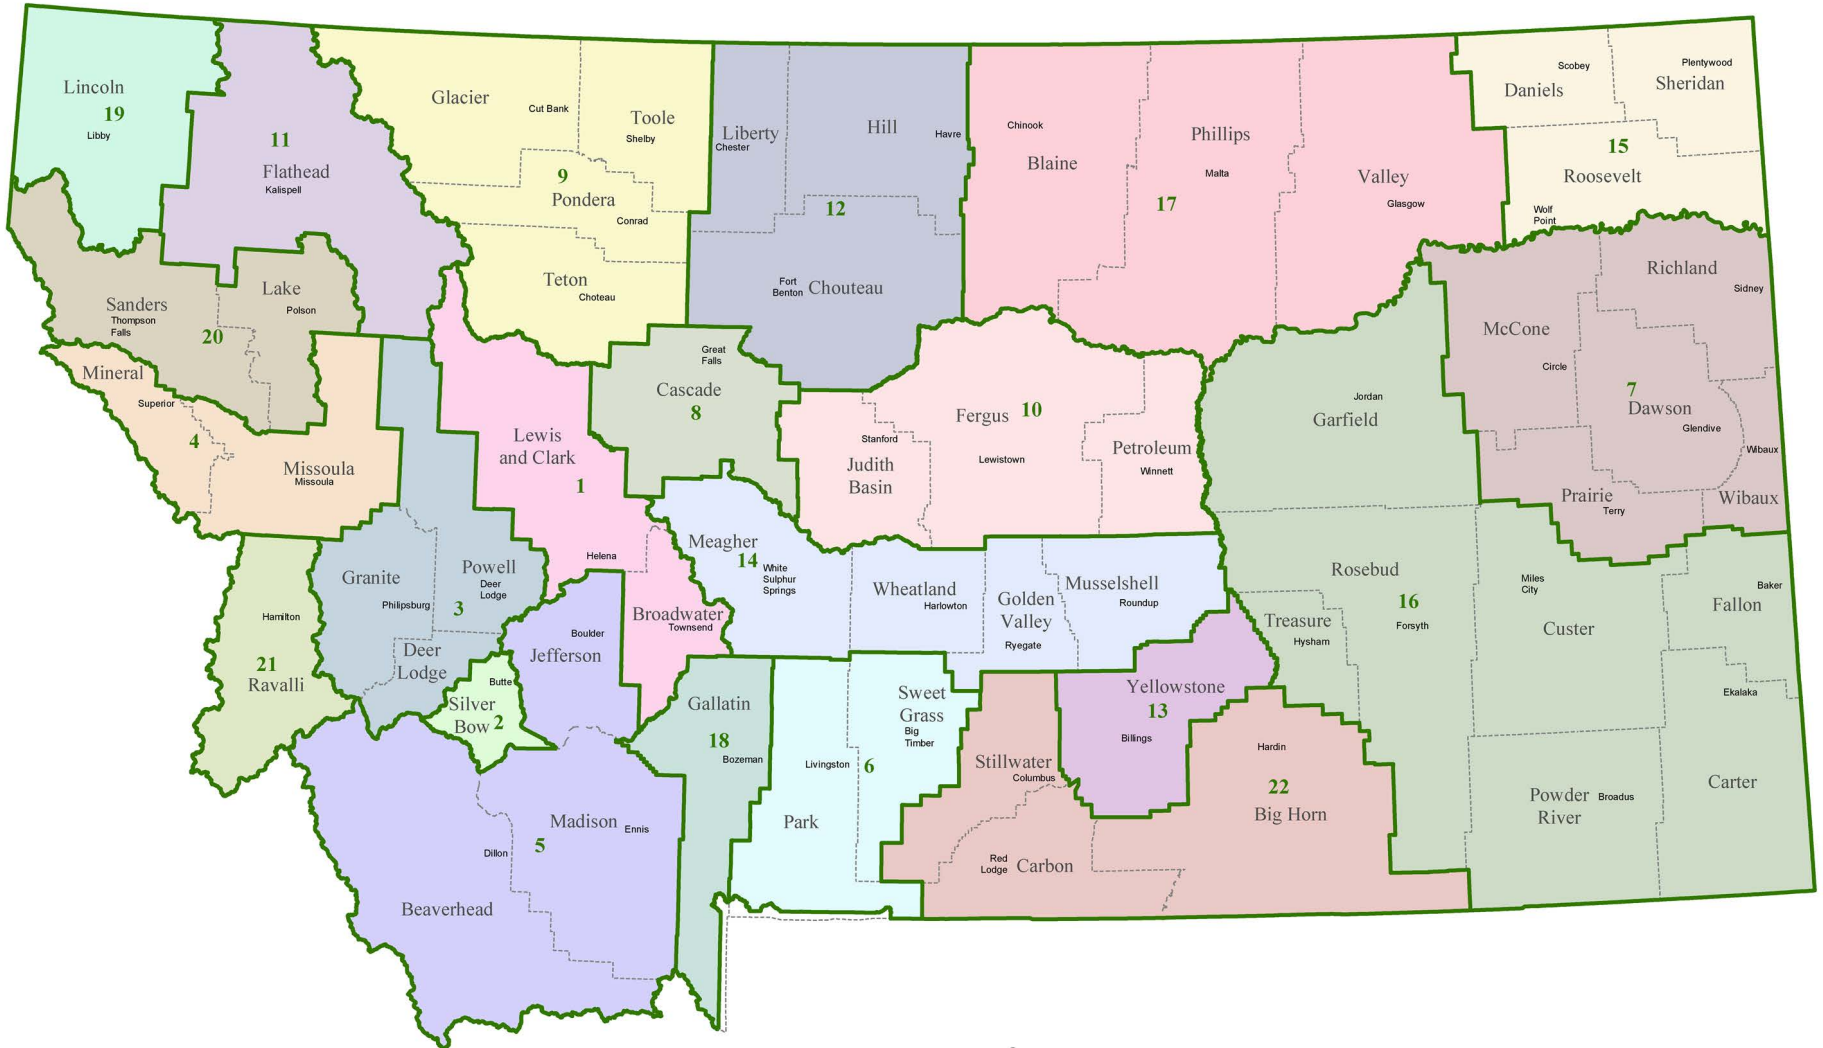 Lincoln
19
Libby
11
Flathead
Kalispell
Glacier
Cut Bank
Toole
Shelby
9
Pondera
Conrad
Teton
Choteau
Liberty
Chester
Hill
Havre
12
Fort
Benton
Chouteau
Chinook
Blaine
Phillips
Malta
17
Valley
Glasgow
Scobey
Daniels
Plentywood
Sheridan
15
Roosevelt
Wolf
Point
Sanders
Thompson
Falls
Lake
Polson
20
Mineral
Superior
4
Missoula
Missoula
Lewis
and Clark
1
Helena
Great
Falls
Cascade
8
Stanford
Judith
Basin
Fergus
10
Lewistown
Petroleum
Winnett
Jordan
Garfield
Richland
Sidney
McCone
Circle
7
Dawson
Glendive
Wibaux
Wibaux
Prairie
Terry
Granite
Philipsburg
Powell
Deer
Lodge
3
Deer
Lodge
Hamilton
21
Ravalli
Boulder
Jefferson
Broadwater
Townsend
Meagher
14
White
Sulphur
Springs
Wheatland
Harlowton
Golden
Valley
Ryegate
Musselshell
Roundup
Rosebud
16
Forsyth
Treasure
Hysham
Miles
City
Custer
Baker
Fallon
Ekalaka
Carter
Powder
River
Broadus
Butte
Silver
Bow
2
Gallatin
18
Bozeman
Sweet
Grass
Big
Timber
Livingston
6
Park
Stillwater
Columbus
Yellowstone
13
Billings
Hardin
22
Big Horn
Red
Lodge
Carbon
Madison
Ennis
5
Dillon
Beaverhead